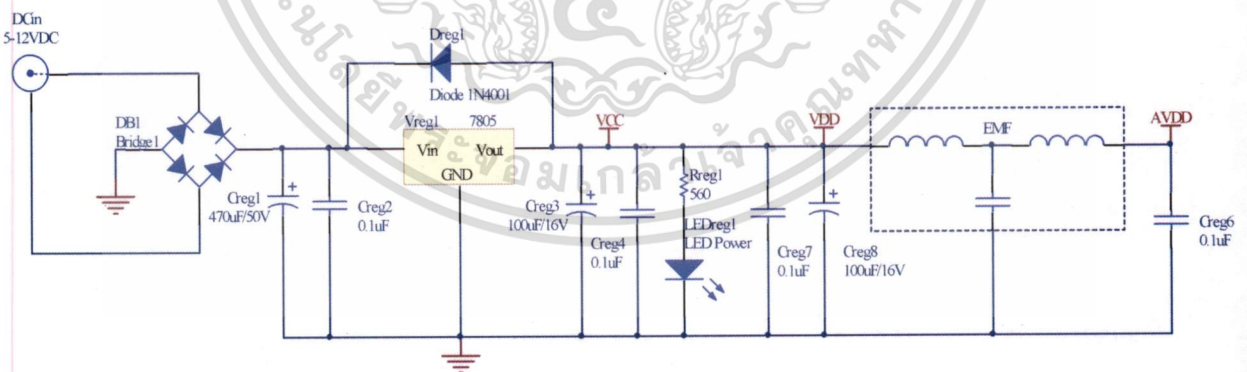 DCin
5-12VDC
DB1
Bridge1
Creg1
470uF/50V
Creg2
0.1uF
Dreg1
Diode 1N4001
Vreg1 7805
Vin Vout
GND
VCC
Creg3
100uF/16V
Creg4
0.1uF
Rreg1
560
LEDreg1
LED Power
Creg7
0.1uF
VDD
Creg8
100uF/16V
EMF
AVDD
Creg6
0.1uF